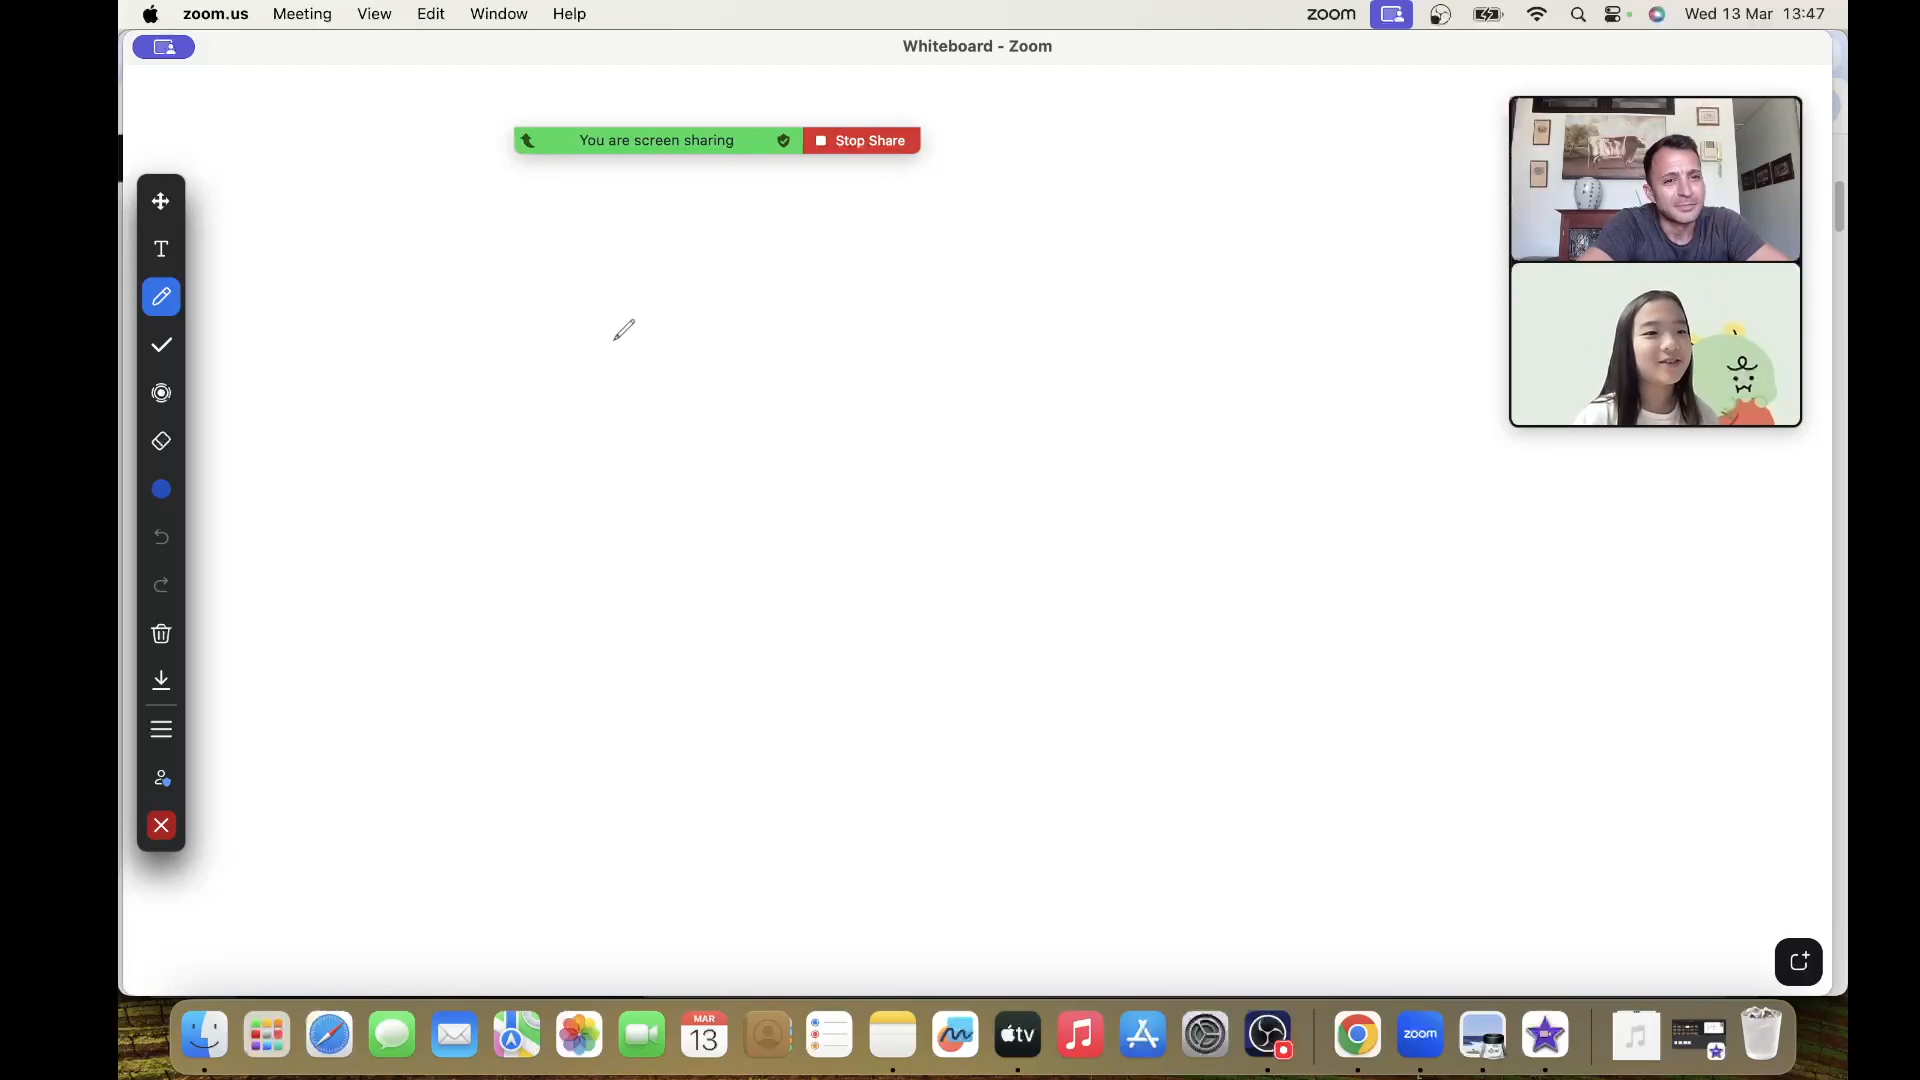 zoom.us Meeting View Edit Window Help zoom Wed 13 Mar 13:47
Whiteboard - Zoom
You are screen sharing Stop Share
T
MAR
13
tv
zoom